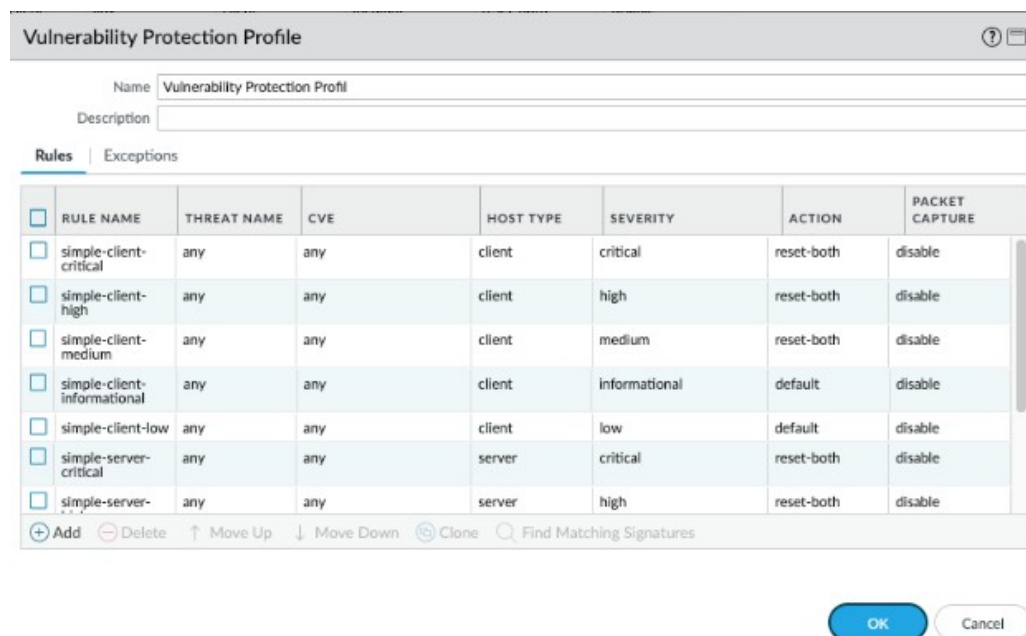 Vulnerability Protection Profile
Name Vulnerability Protection Profil
Description
Rules | Exceptions
RULE NAME THREAT NAME CVE HOST TYPE SEVERITY ACTION PACKET CAPTURE
simple-client-critical any any client critical reset-both disable
simple-client-high any any client high reset-both disable
simple-client-medium any any client medium reset-both disable
simple-client-informational any any client informational default disable
simple-client-low any any client low default disable
simple-server-critical any any server critical reset-both disable
simple-server- any any server high reset-both disable
Add Delete Move Up Move Down Clone Find Matching Signatures
OK Cancel